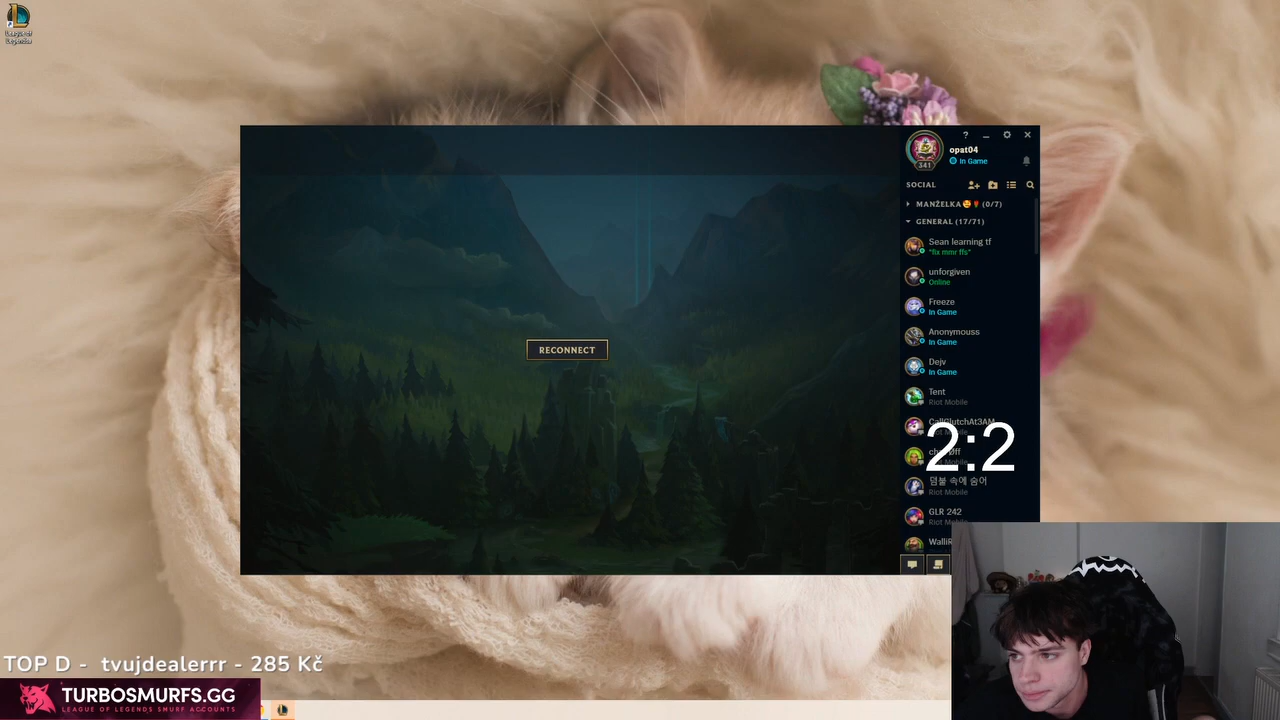 League of
Legends
?
opat04
341
In Game
SOCIAL
MANŽELKA🥰🌹(0/7)
GENERAL (17/71)
Sean learning tf
"fix mmr ffs"
unforgiven
Online
Freeze
In Game
Anonymouss
In Game
Dejv
In Game
Tent
Riot Mobile
CallGlutchAt3AM
2:2
덤불 속에 숨어
Riot Mobile
GLR 242
Riot Mobile
RECONNECT
TOP D - tvujdealerrr - 285 Kč
TURBOSMURFS.GG
LEAGUE OF LEGENDS SMURF ACCOUNTS